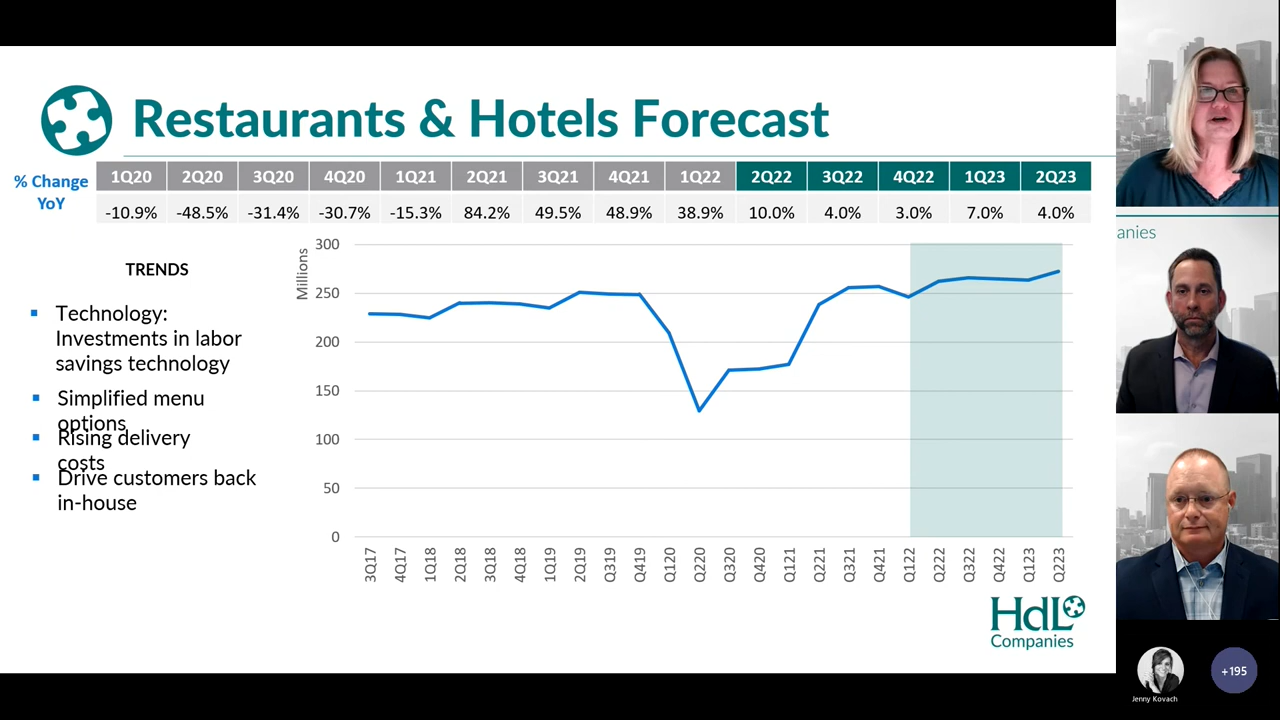 Restaurants & Hotels Forecast
% Change YoY
1Q20 2Q20 3Q20 4Q20 1Q21 2Q21 3Q21 4Q21 1Q22 2Q22 3Q22 4Q22 1Q23 2Q23
-10.9% -48.5% -31.4% -30.7% -15.3% 84.2% 49.5% 48.9% 38.9% 10.0% 4.0% 3.0% 7.0% 4.0%
TRENDS
Technology:
Investments in labor
savings technology
Simplified menu
options
Rising delivery
costs
Drive customers back
in-house
Millions
300
250
200
150
100
50
0
3Q17 4Q17 1Q18 2Q18 3Q18 4Q18 1Q19 2Q19 Q319 Q419 Q120 Q220 Q320 Q420 Q121 Q221 Q321 Q421 Q122 Q222 Q322 Q422 Q123 Q223
HdL
Companies
anies
Jenny Kovach
+195